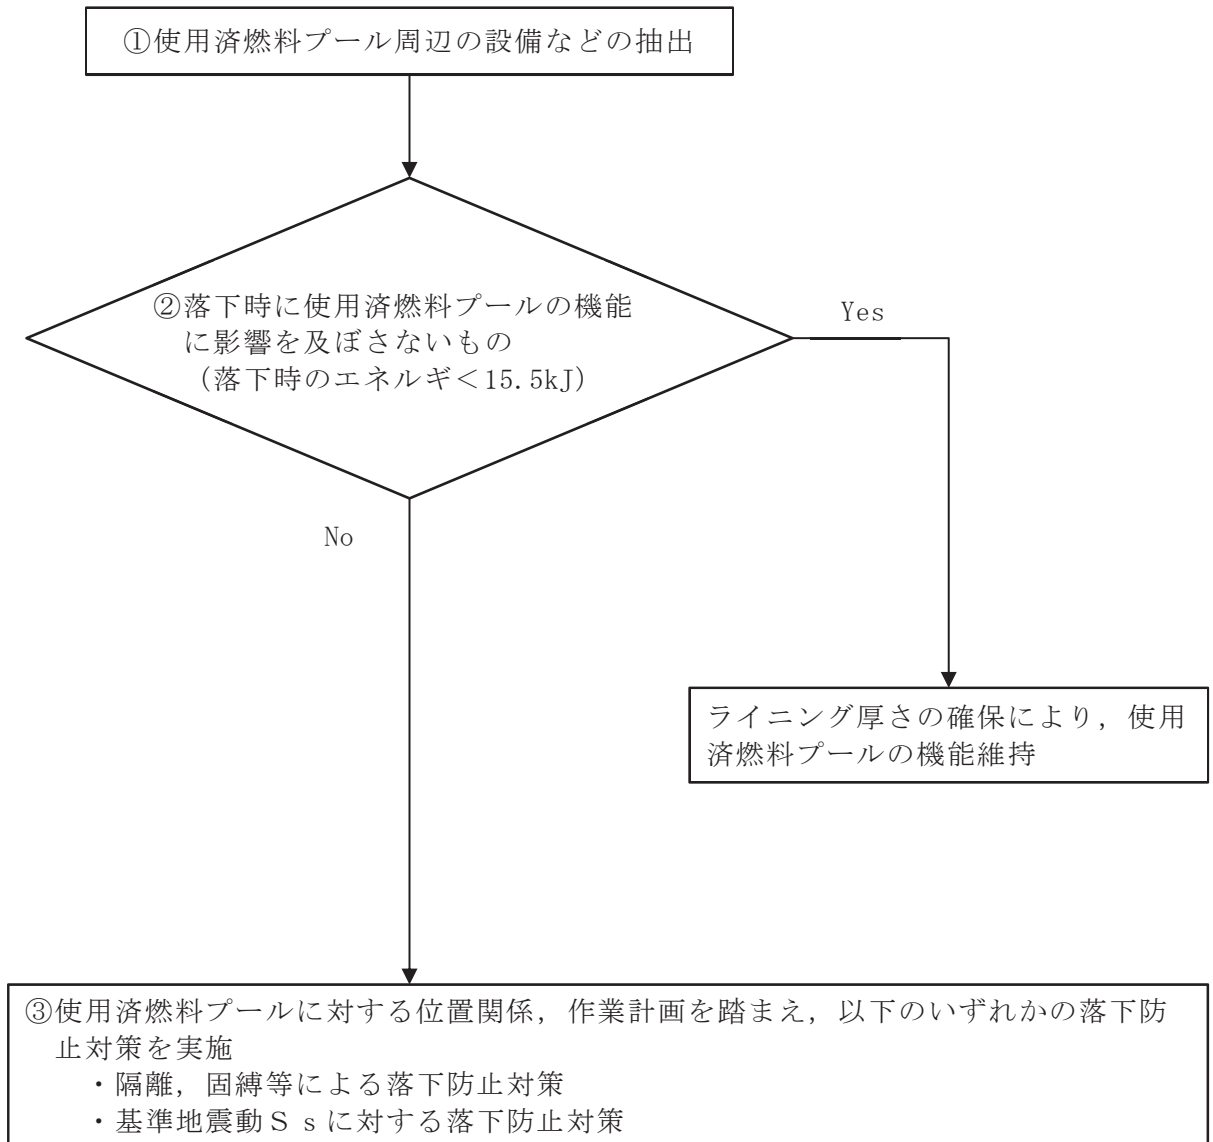 ①使用済燃料プール周辺の設備などの抽出
②落下時に使用済燃料プールの機能
に影響を及ぼさないもの
(落下時のエネルギ<15.5kJ)
Yes
No
ライニング厚さの確保により,使用
済燃料プールの機能維持
③使用済燃料プールに対する位置関係,作業計画を踏まえ,以下のいずれかの落下防
止対策を実施
・隔離,固縛等による落下防止対策
・基準地震動Ssに対する落下防止対策